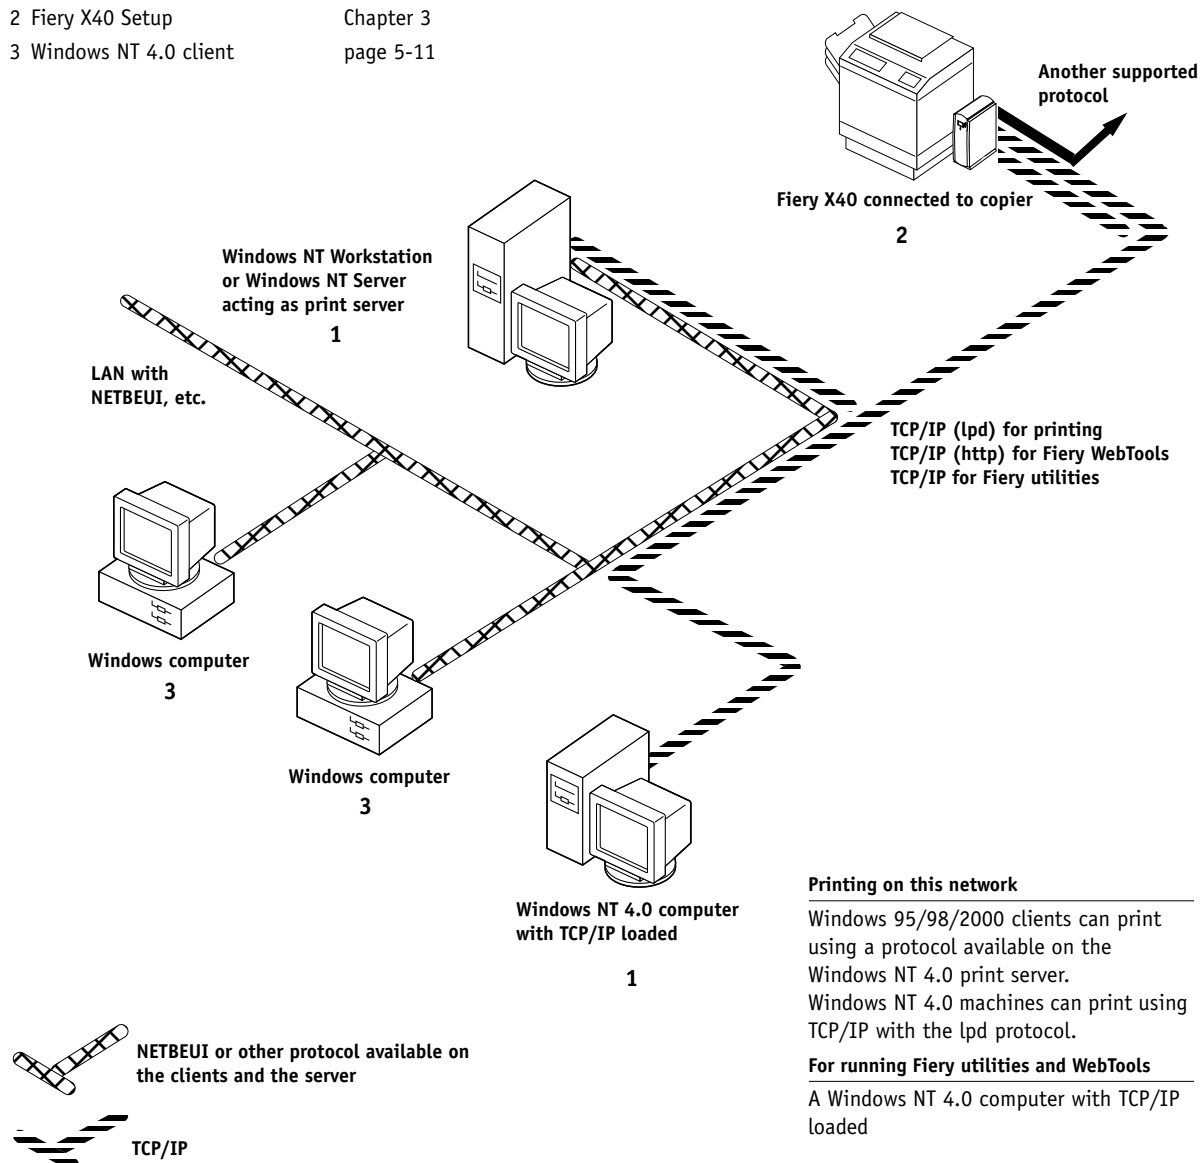 2 Fiery X40 Setup Chapter 3
3 Windows NT 4.0 client page 5-11
Another supported
protocol
Fiery X40 connected to copier
2
Windows NT Workstation
or Windows NT Server
acting as print server
1
LAN with
NETBEUI, etc.
TCP/IP (lpd) for printing
TCP/IP (http) for Fiery WebTools
TCP/IP for Fiery utilities
Windows computer
3
Windows computer
3
Windows NT 4.0 computer
with TCP/IP loaded
1
Printing on this network
Windows 95/98/2000 clients can print
using a protocol available on the
Windows NT 4.0 print server.
Windows NT 4.0 machines can print using
TCP/IP with the lpd protocol.
For running Fiery utilities and WebTools
A Windows NT 4.0 computer with TCP/IP
loaded
NETBEUI or other protocol available on
the clients and the server
TCP/IP